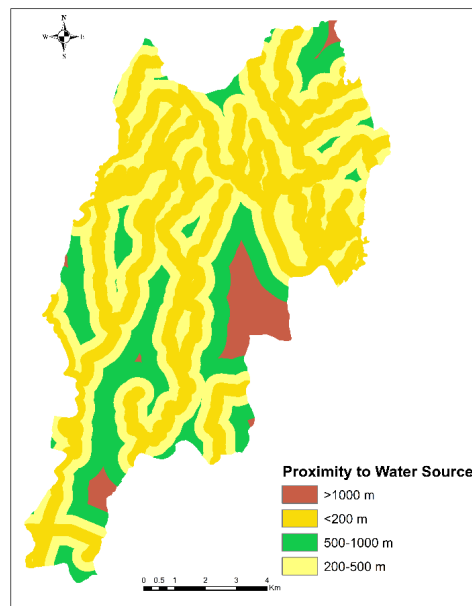 N
W E
S
Proximity to Water Source
>1000 m
<200 m
500-1000 m
200-500 m
0 0.5 1 2 3 4
Km